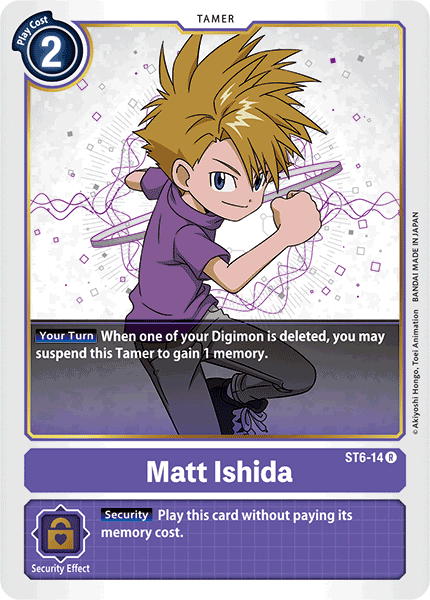 TAMER
Play Cost
2
Your Turn When one of your Digimon is deleted, you may
suspend this Tamer to gain 1 memory.
© Akiyoshi Hongo, Toei Animation BANDAI MADE IN JAPAN
ST6-14 R
Matt Ishida
Security Play this card without paying its
memory cost.
Security Effect